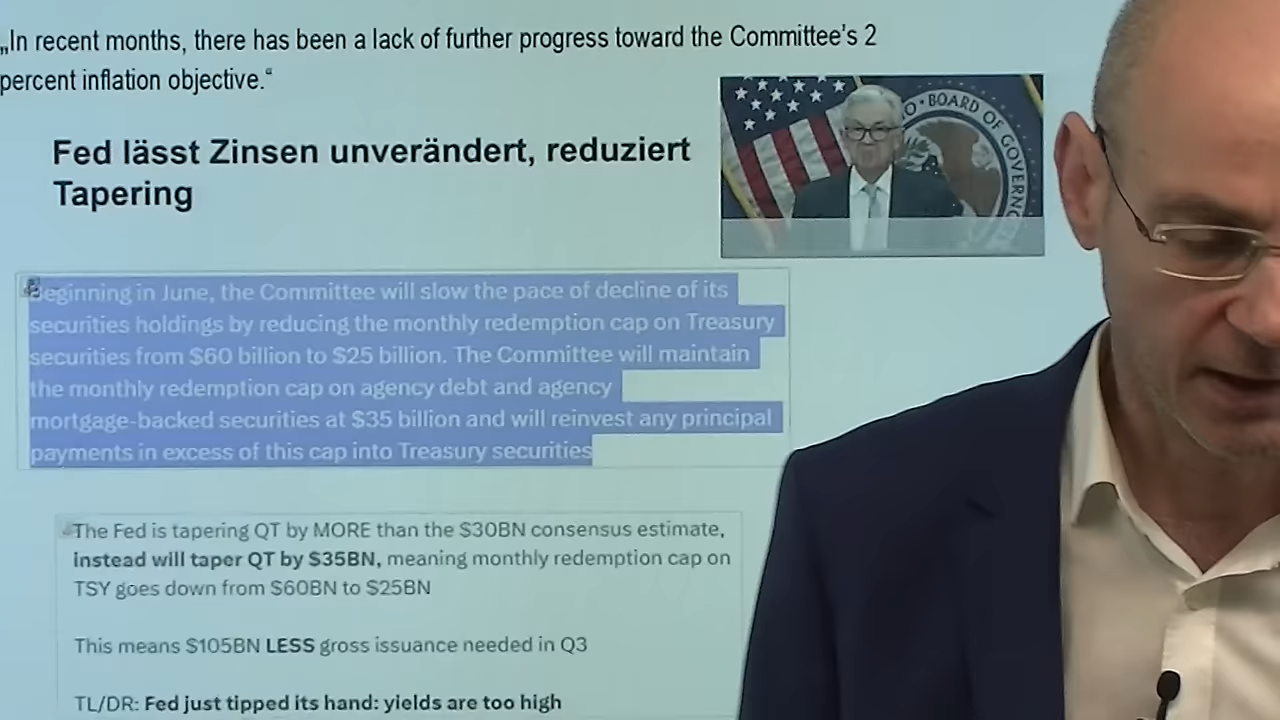 „In recent months, there has been a lack of further progress toward the Committee’s 2
percent inflation objective.“
BOARD OF GOVERNO
Fed lässt Zinsen unverändert, reduziert
Tapering
Beginning in June, the Committee will slow the pace of decline of its
securities holdings by reducing the monthly redemption cap on Treasury
securities from $60 billion to $25 billion. The Committee will maintain
the monthly redemption cap on agency debt and agency
mortgage-backed securities at $35 billion and will reinvest any principal
payments in excess of this cap into Treasury securities
The Fed is tapering QT by MORE than the $30BN consensus estimate,
instead will taper QT by $35BN, meaning monthly redemption cap on
TSY goes down from $60BN to $25BN
This means $105BN LESS gross issuance needed in Q3
TL/DR: Fed just tipped its hand: yields are too high